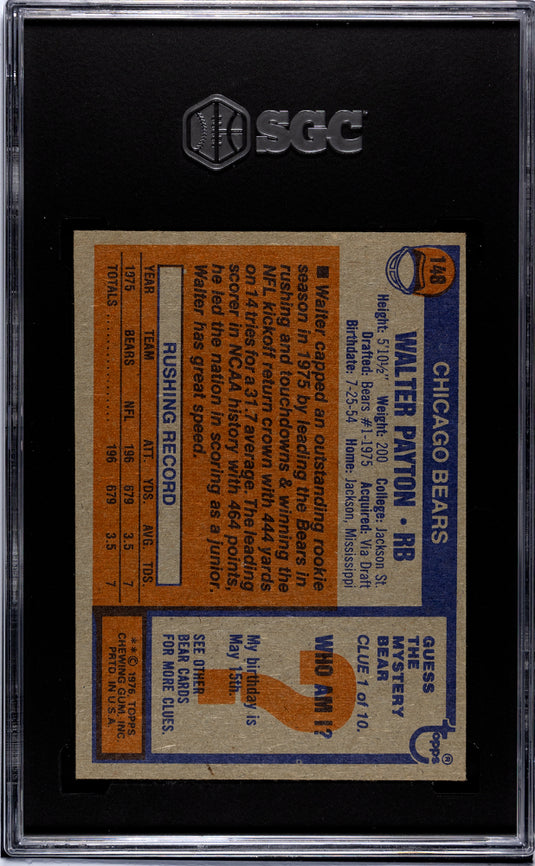 SGC
148
CHICAGO BEARS
WALTER PAYTON • RB
Height: 5'10½" Weight: 200 College: Jackson St.
Drafted: Bears #1-1975 Acquired: Via Draft
Birthdate: 7-25-54 Home: Jackson, Mississippi
■ Walter capped an outstanding rookie
season in 1975 by leading the Bears in
rushing and touchdowns & winning the
NFL kickoff return crown with 444 yards
on 14 tries for a 31.7 average. The leading
scorer in NCAA history with 464 points,
he led the nation in scoring as a junior.
Walter has great speed.
RUSHING RECORD
YEAR TEAM ATT. YDS. AVG. TDS.
1975 BEARS NFL 196 679 3.5 7
TOTALS 196 679 3.5 7
topps®
GUESS
THE
MYSTERY
BEAR
CLUE 1 of 10.
?
WHO AM I?
My birthday is
May 15th.
SEE OTHER
BEAR CARDS
FOR MORE CLUES.
**© 1976, TOPPS
CHEWING GUM, INC.
PRTD. IN U.S.A.